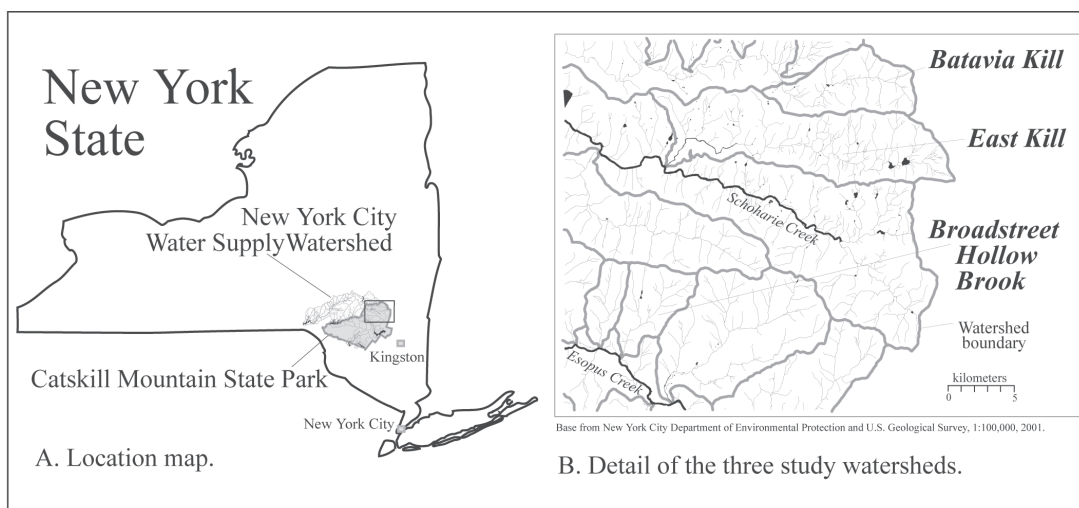 New York
State
New York City
Water SupplyWatershed
Kingston
Catskill Mountain State Park
New York City
A. Location map.
Batavia Kill
East Kill
Schoharie Creek
Broadstreet
Hollow
Brook
Watershed
boundary
Esopus Creek
kilometers
0 5
Base from New York City Department of Environmental Protection and U.S. Geological Survey, 1:100,000, 2001.
B. Detail of the three study watersheds.